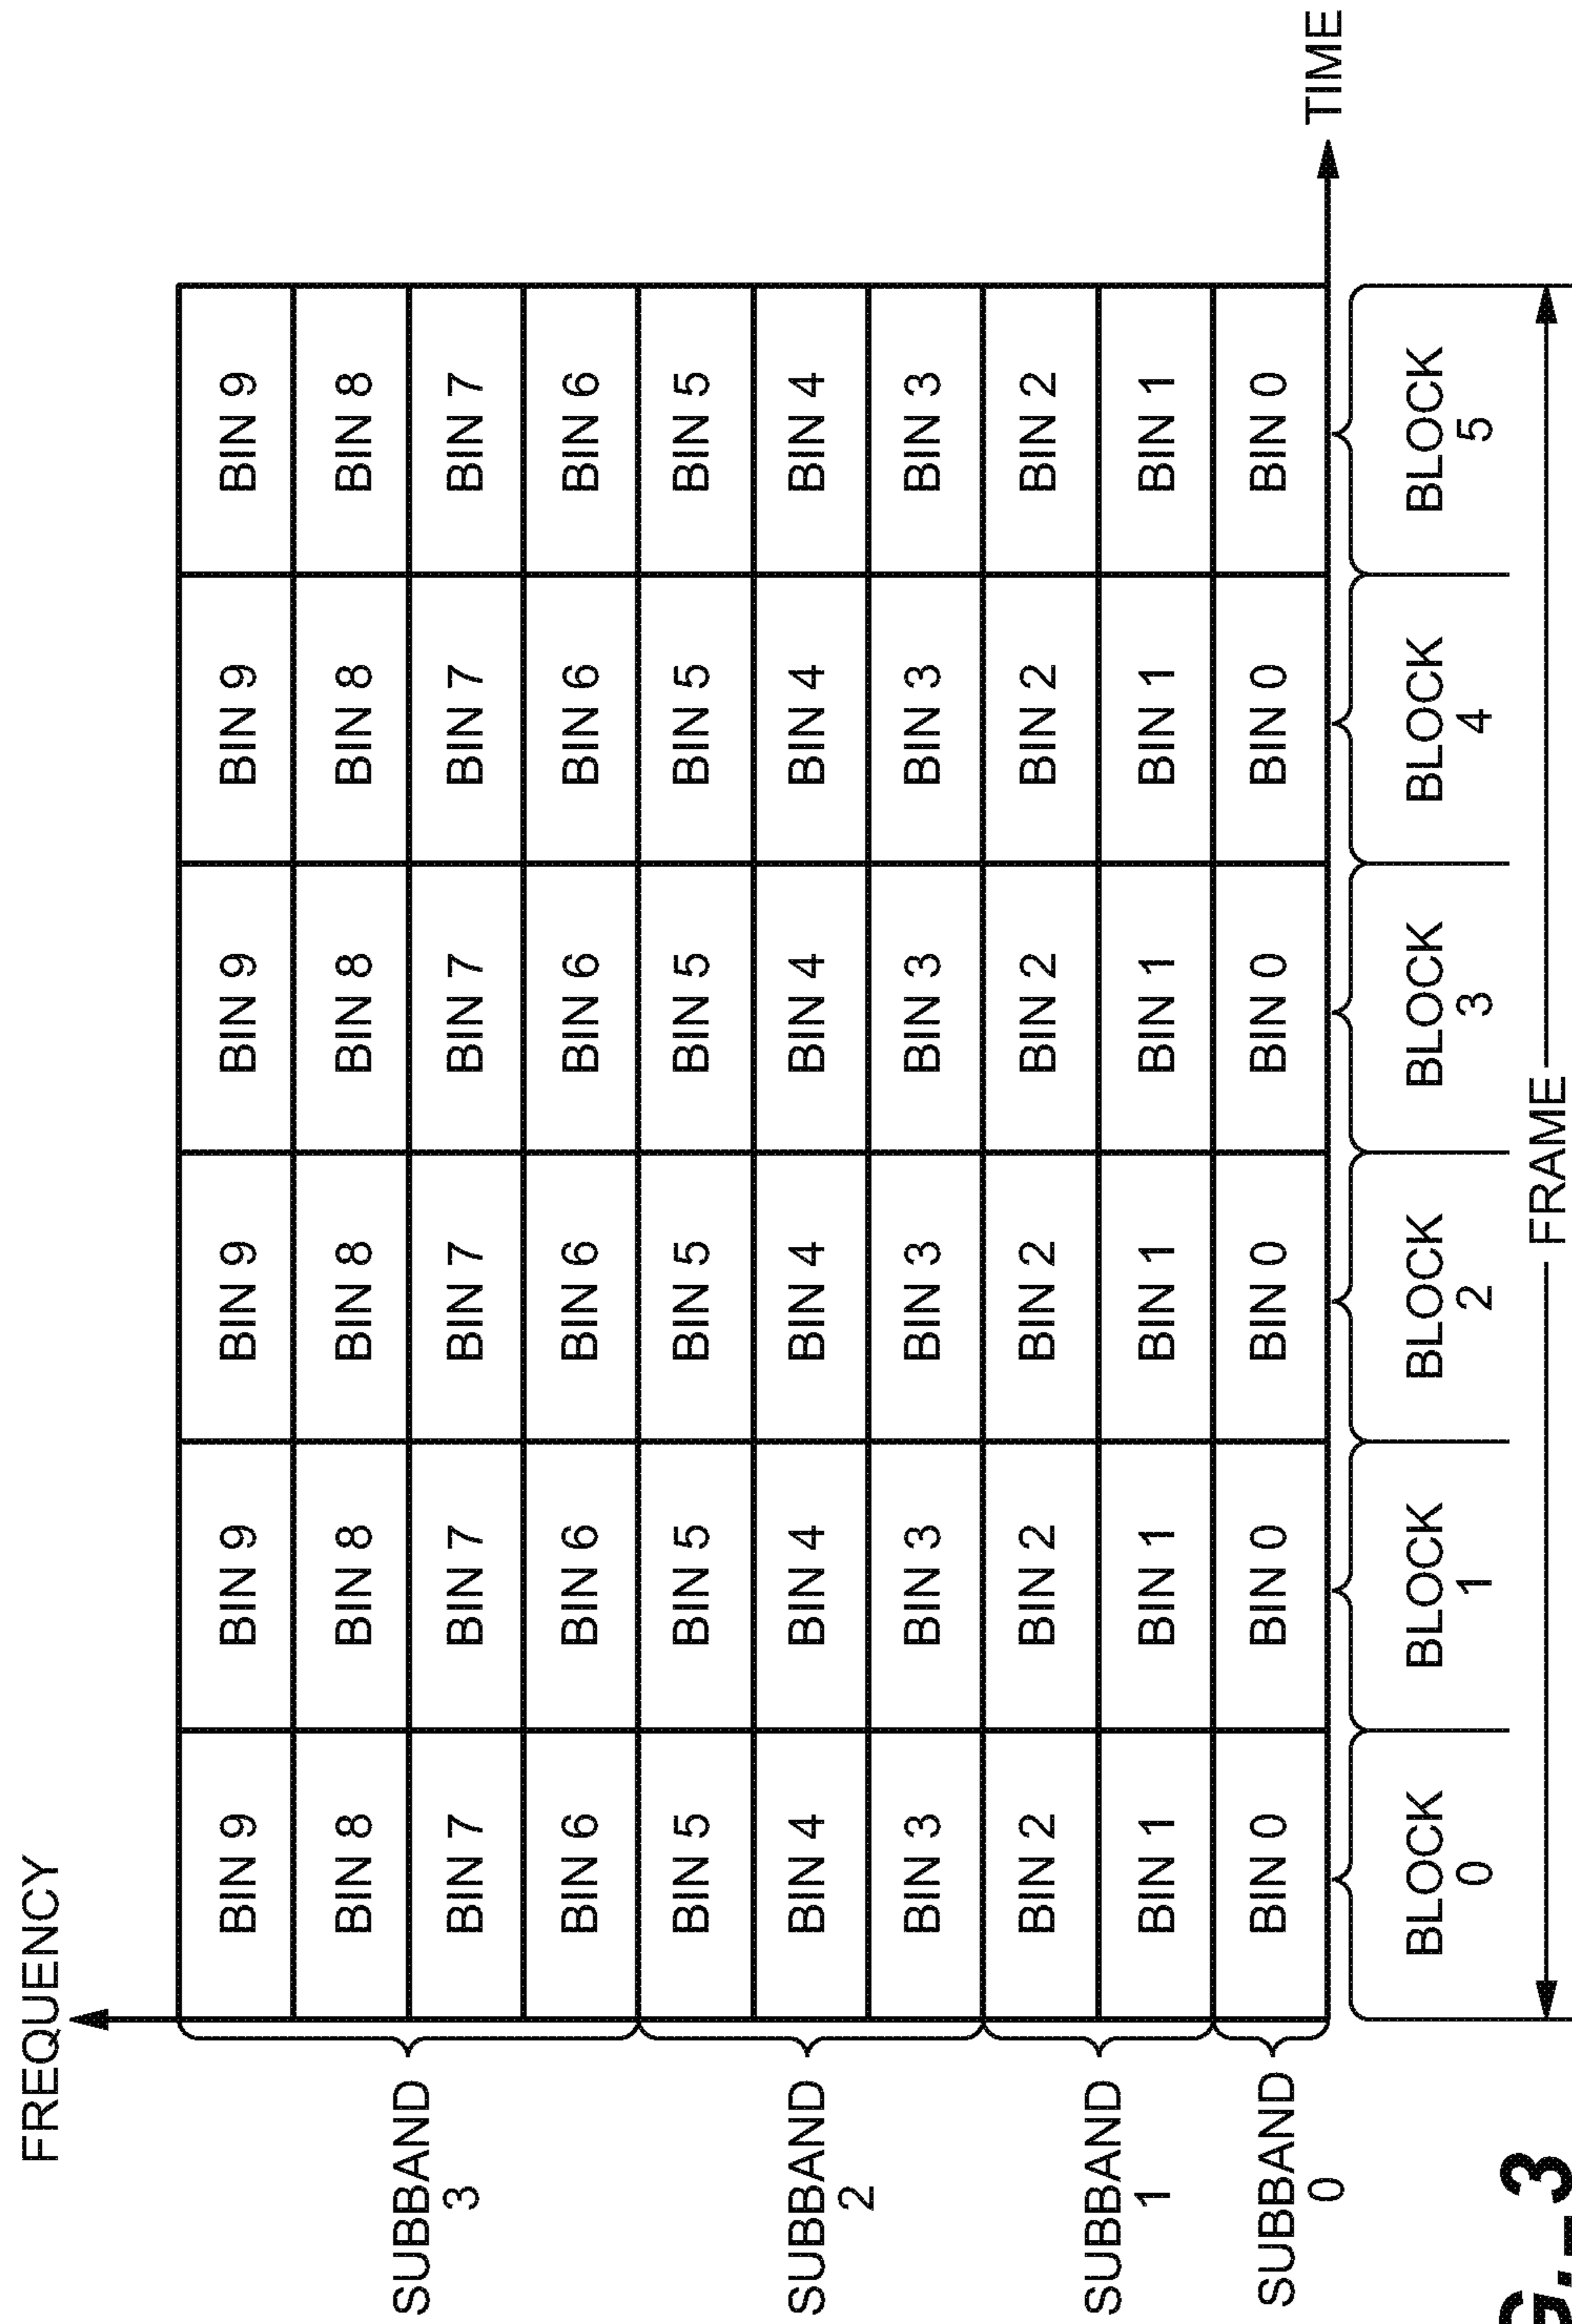 FREQUENCY
SUBBAND
3
BIN 9 BIN 9 BIN 9 BIN 9 BIN 9 BIN 9
BIN 8 BIN 8 BIN 8 BIN 8 BIN 8 BIN 8
BIN 7 BIN 7 BIN 7 BIN 7 BIN 7 BIN 7
BIN 6 BIN 6 BIN 6 BIN 6 BIN 6 BIN 6
SUBBAND
2
BIN 5 BIN 5 BIN 5 BIN 5 BIN 5 BIN 5
BIN 4 BIN 4 BIN 4 BIN 4 BIN 4 BIN 4
BIN 3 BIN 3 BIN 3 BIN 3 BIN 3 BIN 3
SUBBAND
1
BIN 2 BIN 2 BIN 2 BIN 2 BIN 2 BIN 2
BIN 1 BIN 1 BIN 1 BIN 1 BIN 1 BIN 1
SUBBAND
0
BIN 0 BIN 0 BIN 0 BIN 0 BIN 0 BIN 0
TIME
BLOCK BLOCK BLOCK BLOCK BLOCK BLOCK
0 1 2 3 4 5
FRAME
G._3